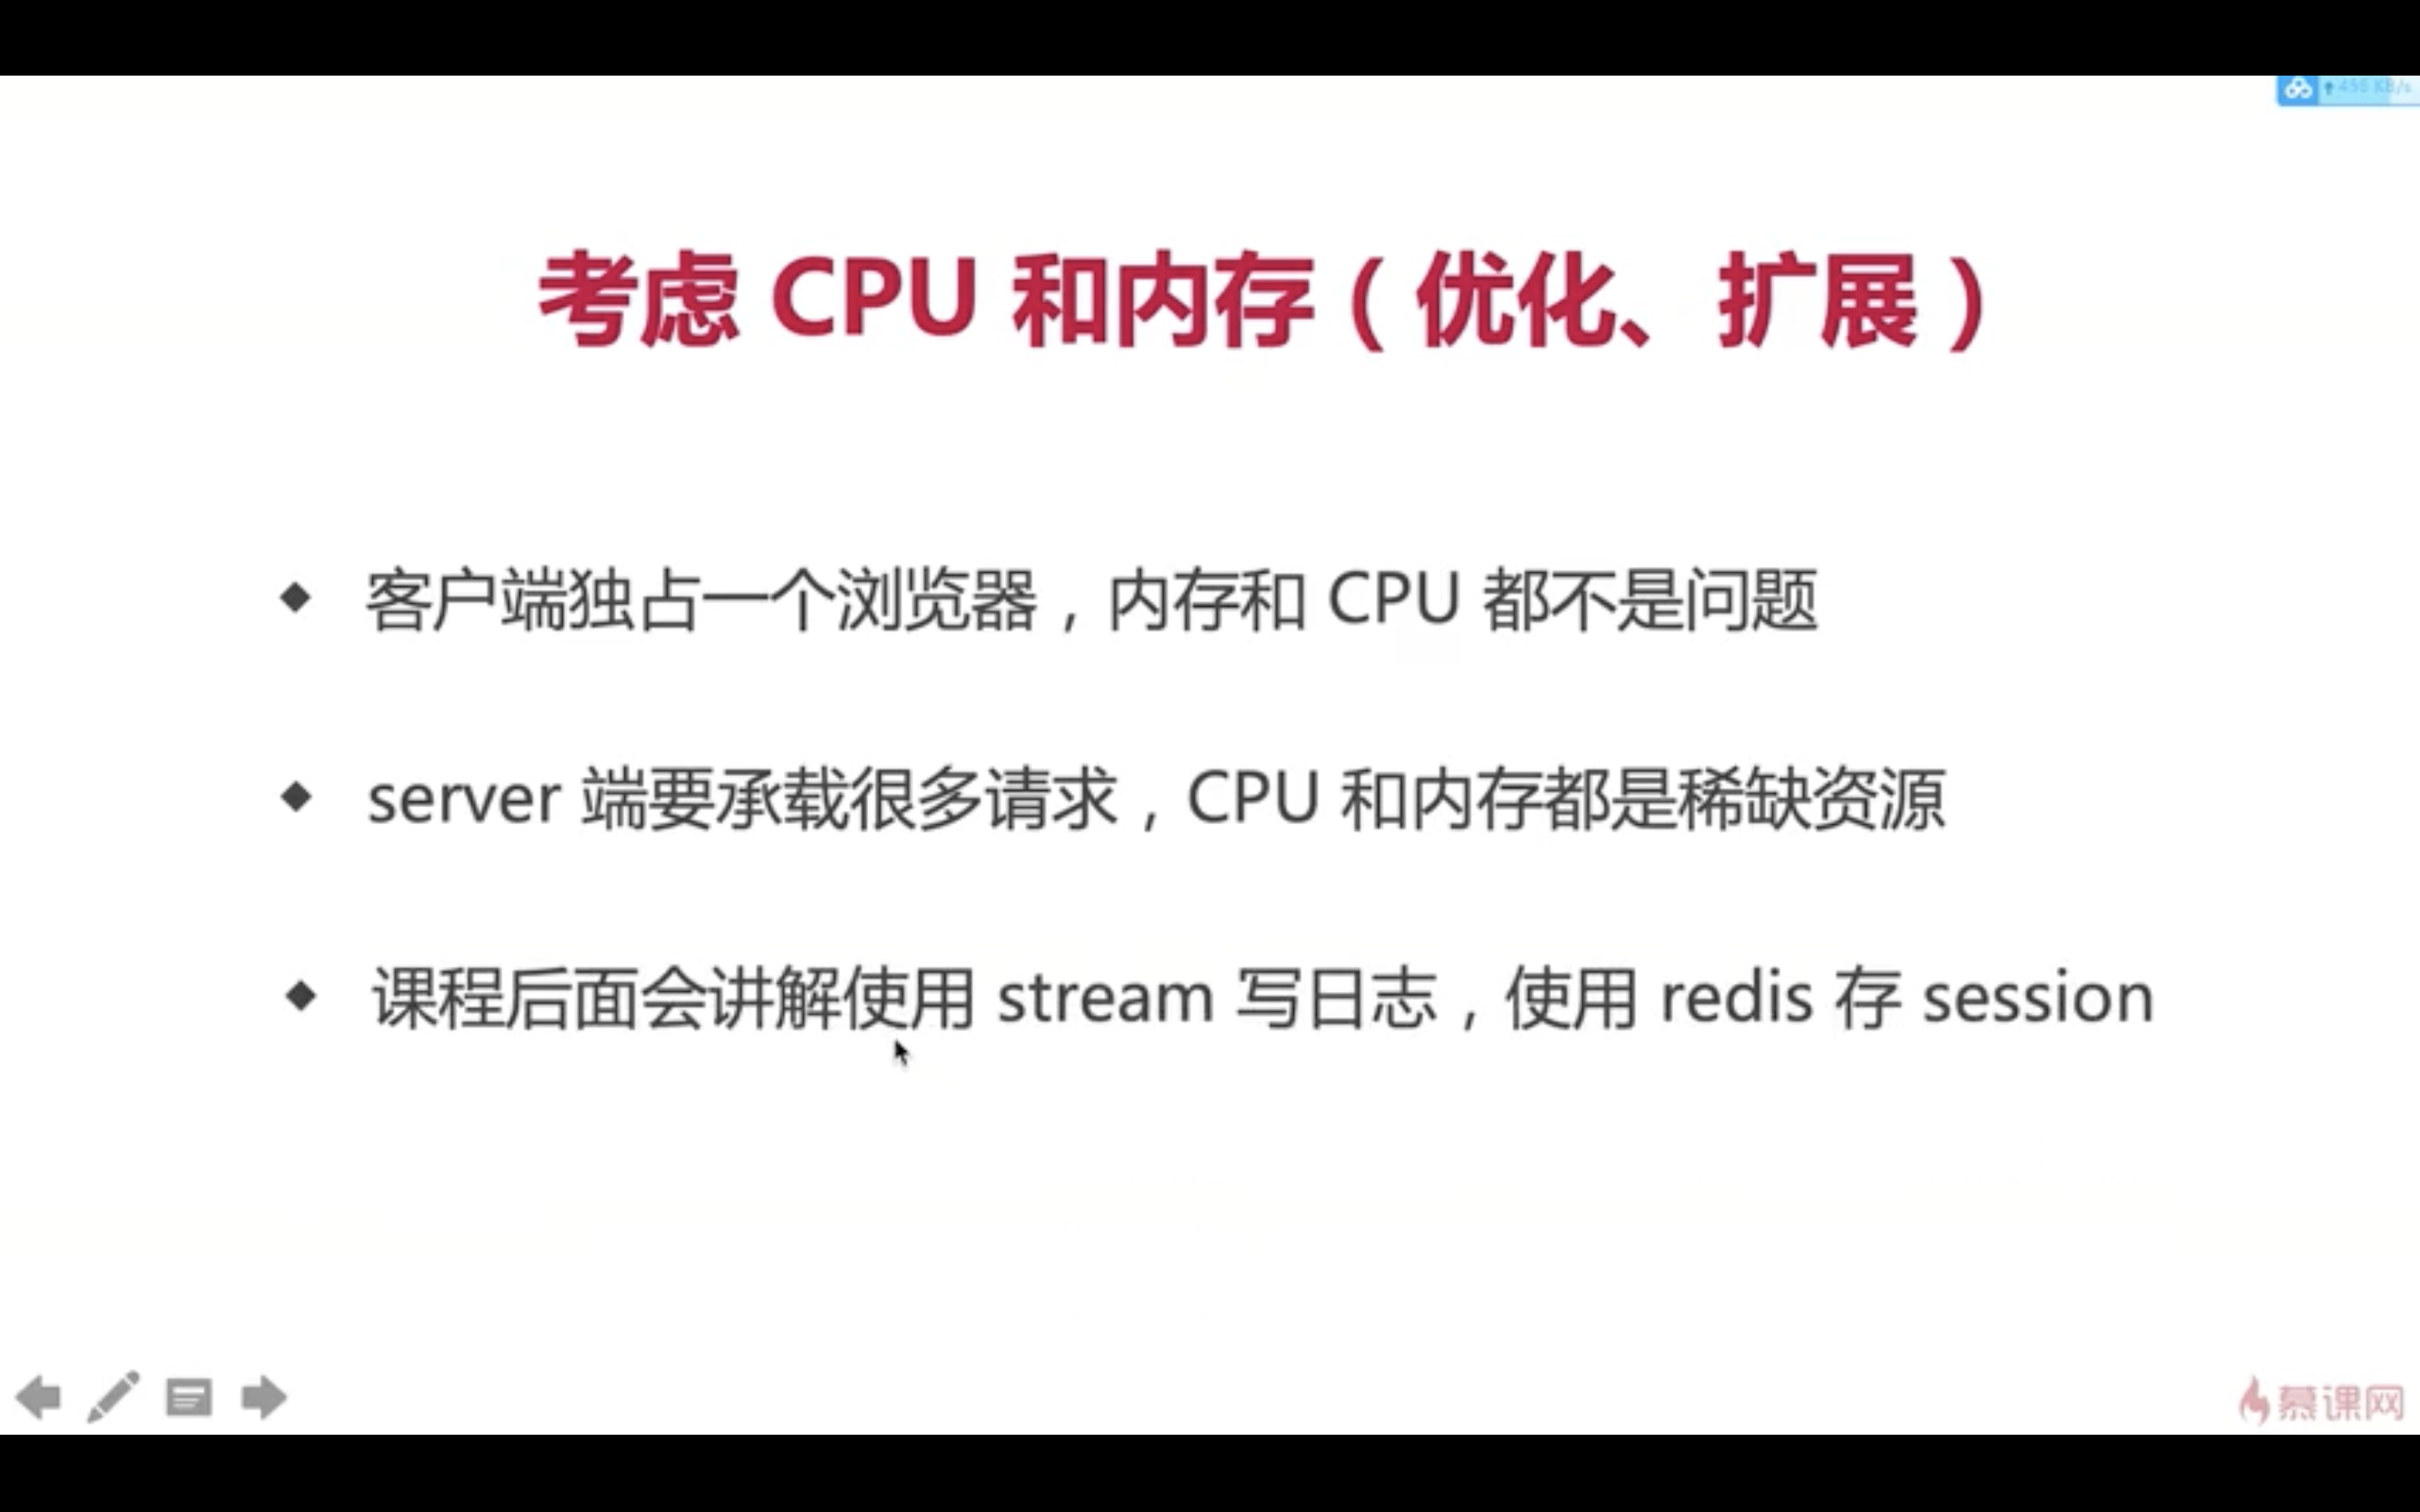 456 KB/s
考虑 CPU 和内存（优化、扩展）
客户端独占一个浏览器，内存和 CPU 都不是问题
server 端要承载很多请求，CPU 和内存都是稀缺资源
课程后面会讲解使用 stream 写日志，使用 redis 存 session
慕课网